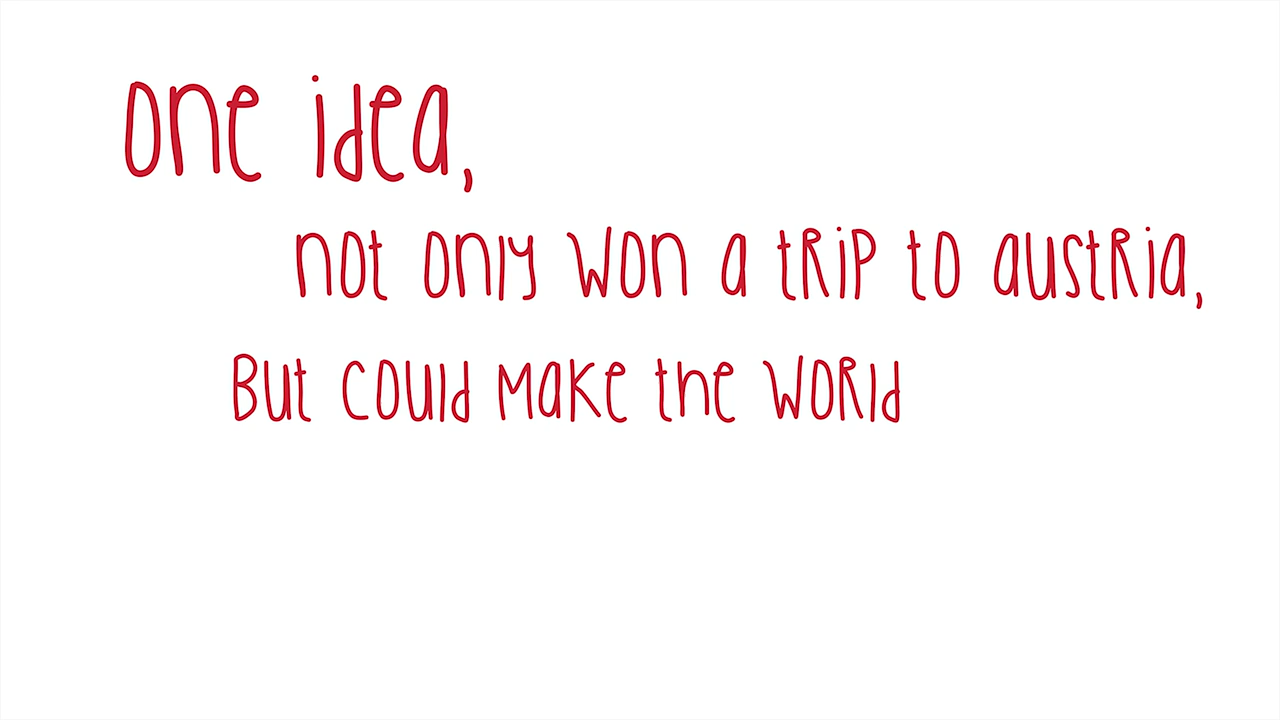 one idea,
not only won a trip to austria,
But could make the world